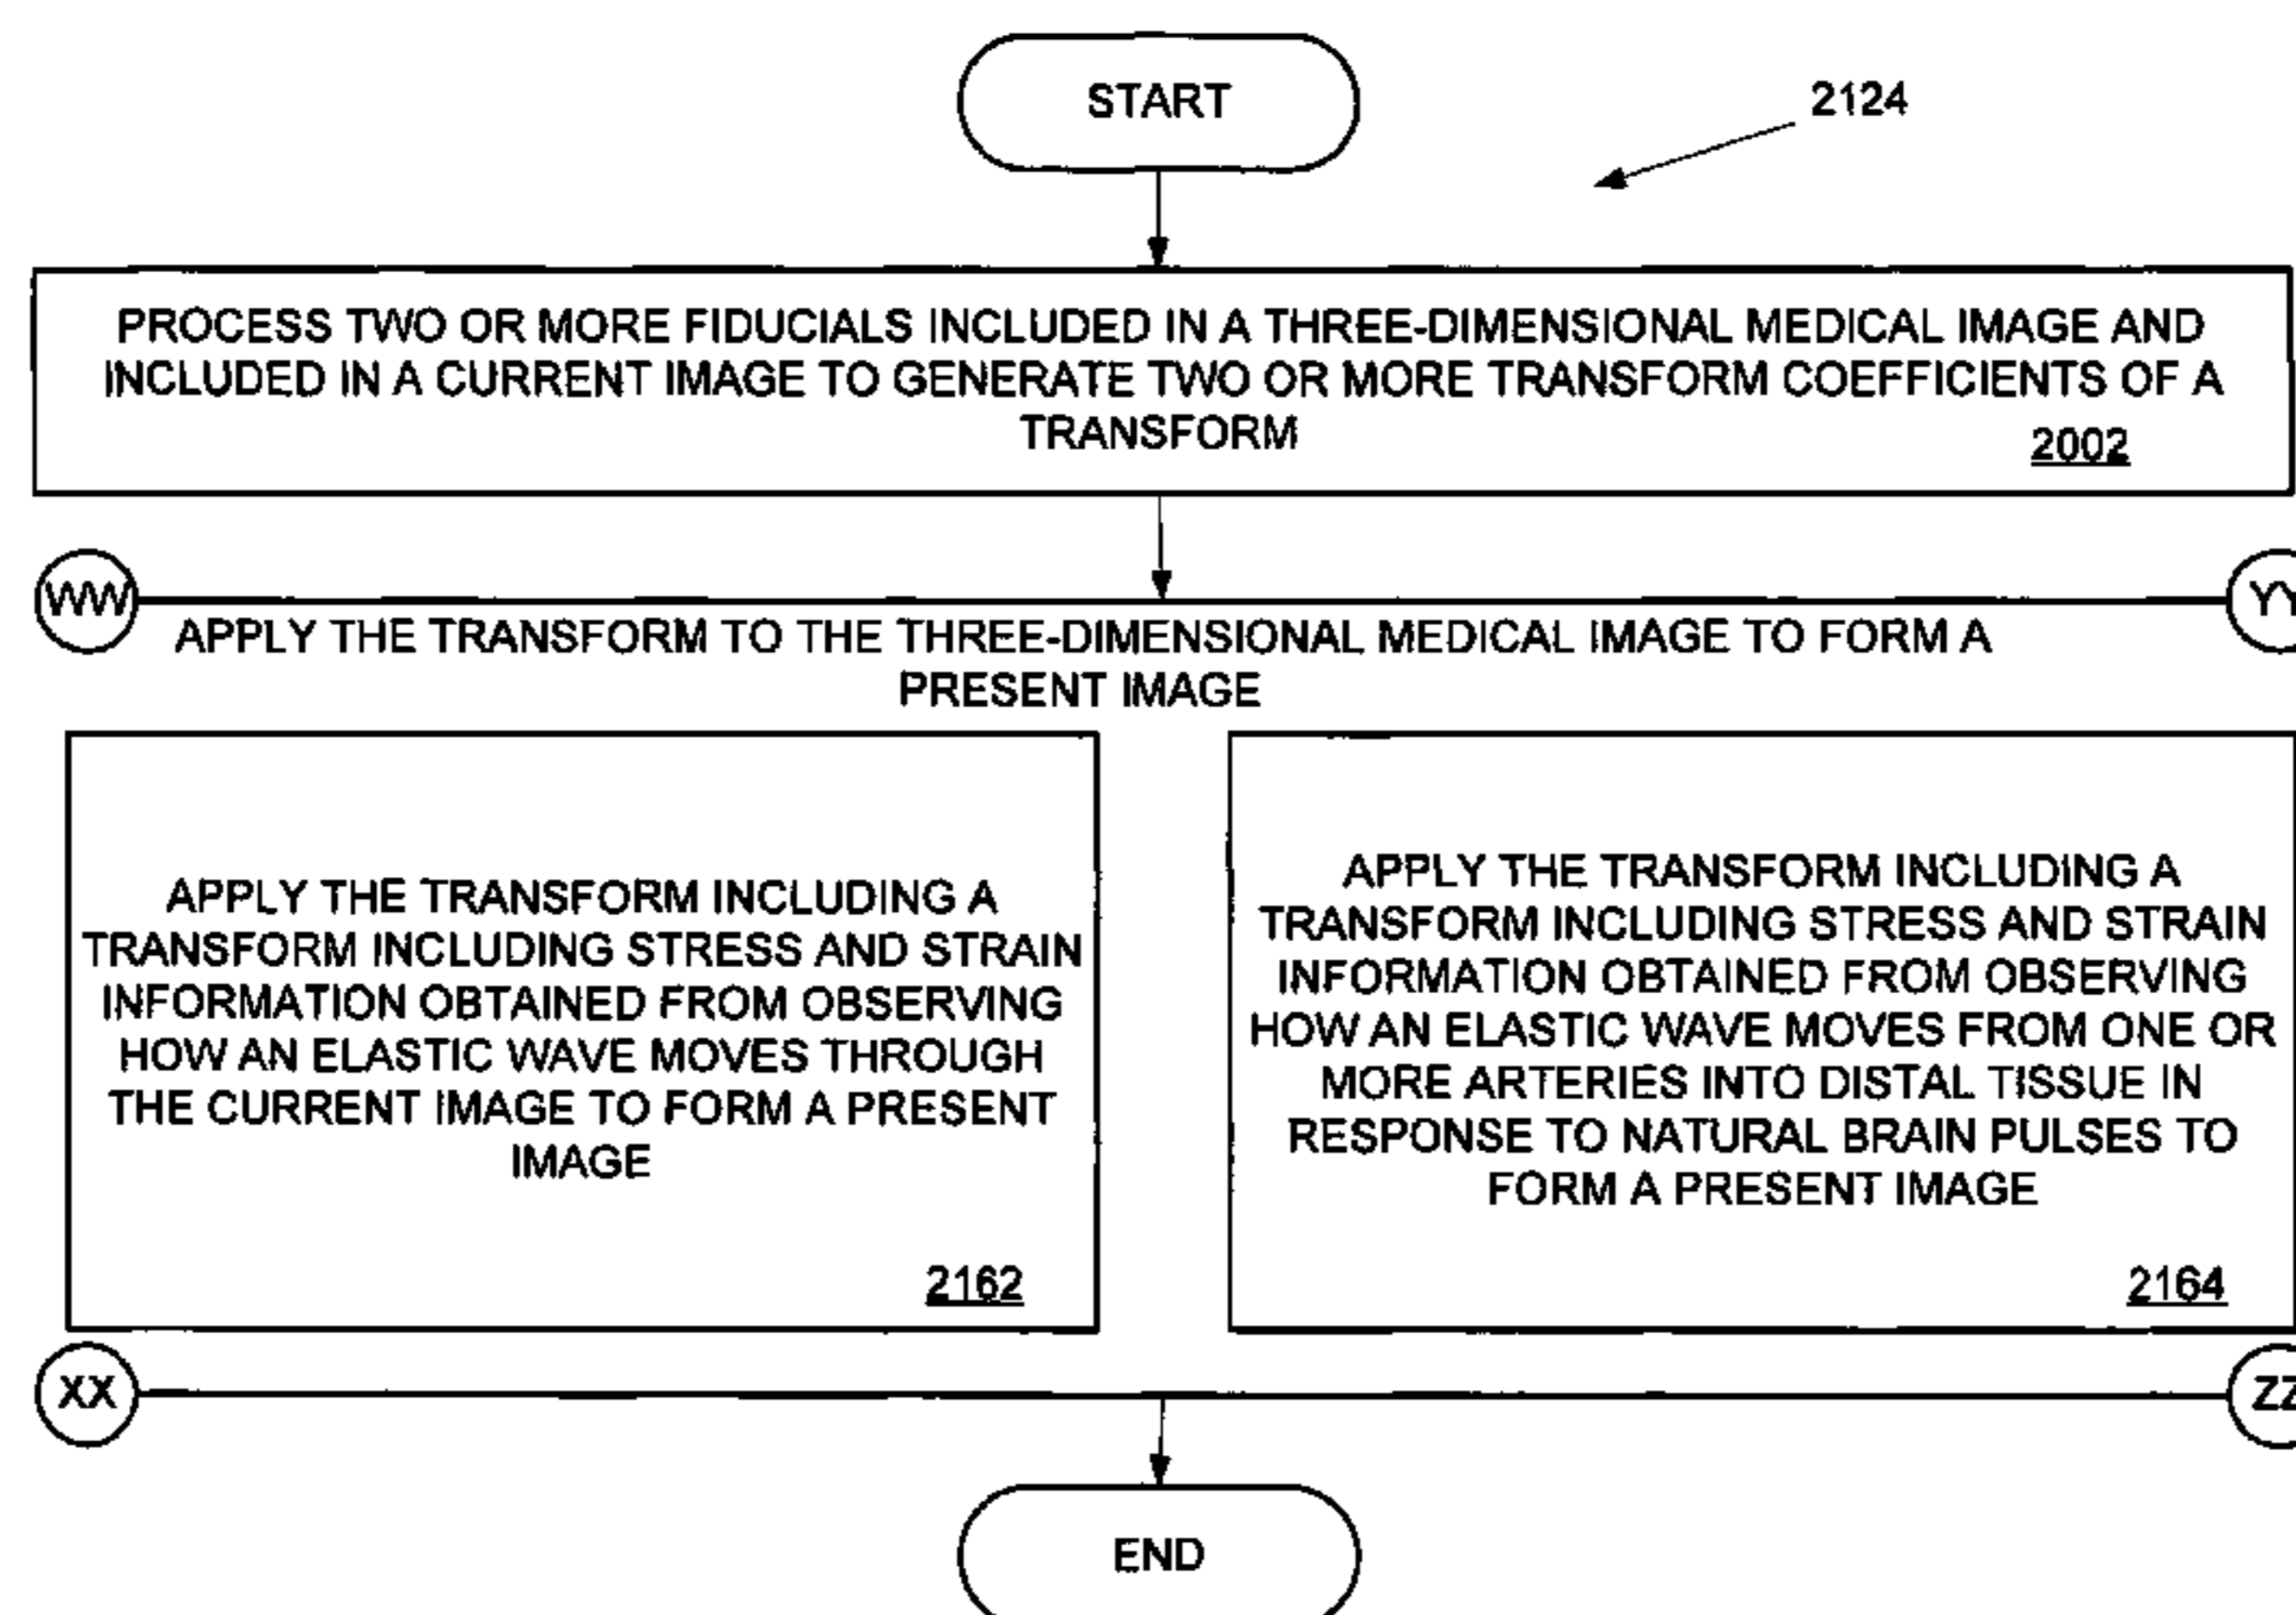 START
2124
PROCESS TWO OR MORE FIDUCIALS INCLUDED IN A THREE-DIMENSIONAL MEDICAL IMAGE AND
INCLUDED IN A CURRENT IMAGE TO GENERATE TWO OR MORE TRANSFORM COEFFICIENTS OF A
TRANSFORM
2002
WW
YY
APPLY THE TRANSFORM TO THE THREE-DIMENSIONAL MEDICAL IMAGE TO FORM A
PRESENT IMAGE
APPLY THE TRANSFORM INCLUDING A
TRANSFORM INCLUDING STRESS AND STRAIN
INFORMATION OBTAINED FROM OBSERVING
HOW AN ELASTIC WAVE MOVES THROUGH
THE CURRENT IMAGE TO FORM A PRESENT
IMAGE
2162
APPLY THE TRANSFORM INCLUDING A
TRANSFORM INCLUDING STRESS AND STRAIN
INFORMATION OBTAINED FROM OBSERVING
HOW AN ELASTIC WAVE MOVES FROM ONE OR
MORE ARTERIES INTO DISTAL TISSUE IN
RESPONSE TO NATURAL BRAIN PULSES TO
FORM A PRESENT IMAGE
2164
XX
ZZ
END